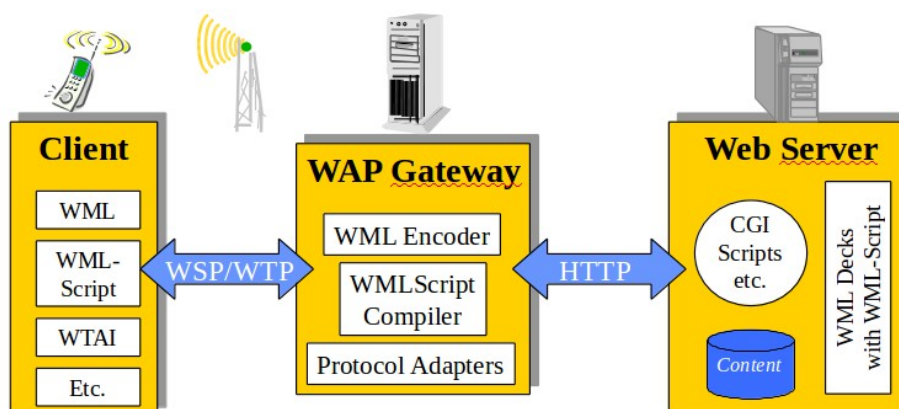 Client
WML
WML-
Script
WTAI
Etc.
WSP/WTP
WAP Gateway
WML Encoder
WMLScript
Compiler
Protocol Adapters
HTTP
Web Server
CGI
Scripts
etc.
Content
WML Decks
with WML-Script